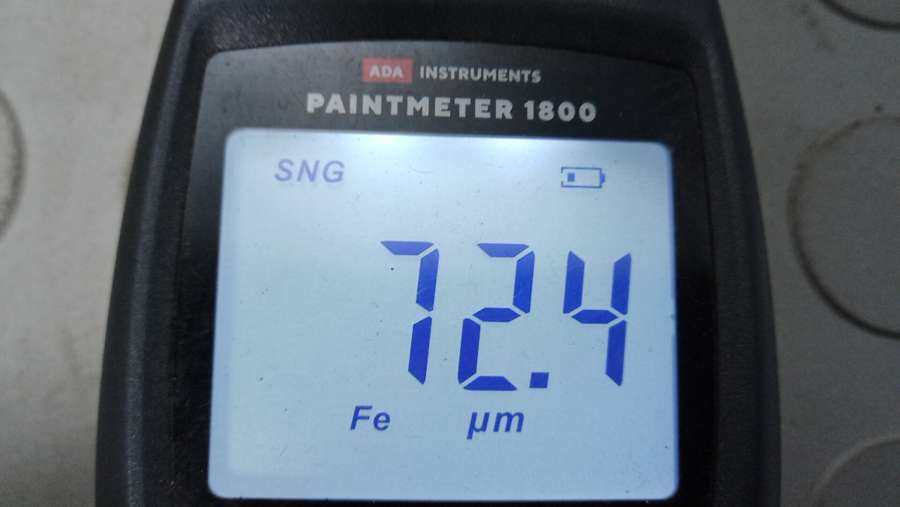 ADA INSTRUMENTS
PAINTMETER 1800
SNG
72.4
Fe µm